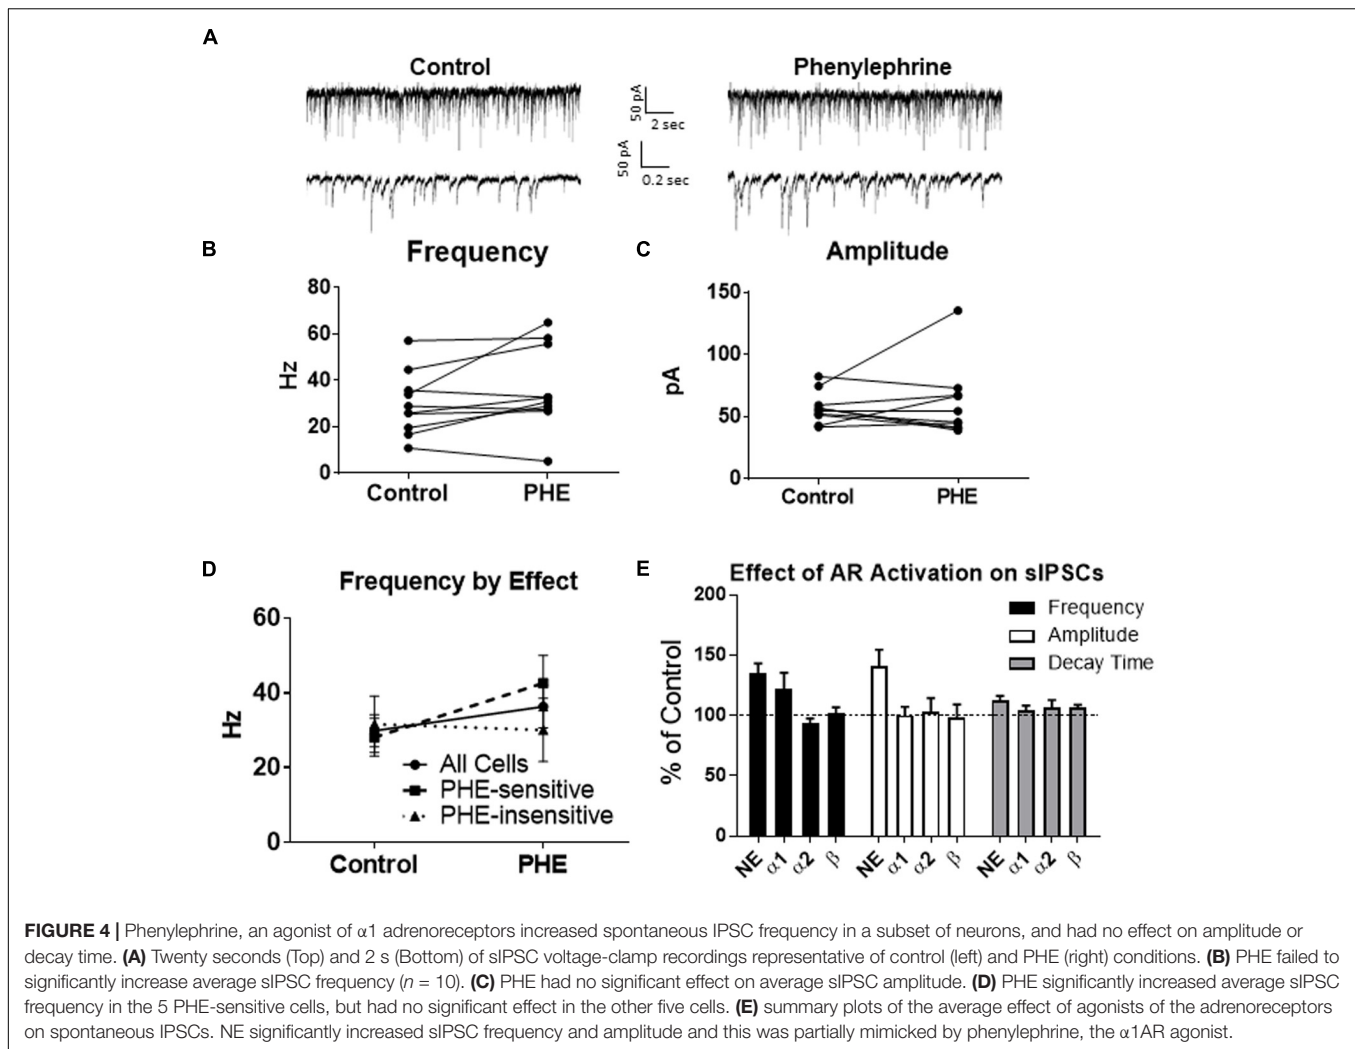 A
Control
Phenylephrine
50 pA
2 sec
50 pA
0.2 sec
B
Frequency
80
60
40
20
0
Hz
Control
PHE
C
Amplitude
150
100
50
0
pA
Control
PHE
D
Frequency by Effect
60
40
20
0
Hz
All Cells
PHE-sensitive
PHE-insensitive
Control
PHE
E
Effect of AR Activation on sIPSCs
200
150
100
50
0
% of Control
Frequency
Amplitude
Decay Time
NE α1 α2 β NE α1 α2 β NE α1 α2 β
FIGURE 4 | Phenylephrine, an agonist of α1 adrenoreceptors increased spontaneous IPSC frequency in a subset of neurons, and had no effect on amplitude or
decay time. (A) Twenty seconds (Top) and 2 s (Bottom) of sIPSC voltage-clamp recordings representative of control (left) and PHE (right) conditions. (B) PHE failed to
significantly increase average sIPSC frequency (n = 10). (C) PHE had no significant effect on average sIPSC amplitude. (D) PHE significantly increased average sIPSC
frequency in the 5 PHE-sensitive cells, but had no significant effect in the other five cells. (E) summary plots of the average effect of agonists of the adrenoreceptors
on spontaneous IPSCs. NE significantly increased sIPSC frequency and amplitude and this was partially mimicked by phenylephrine, the α1AR agonist.